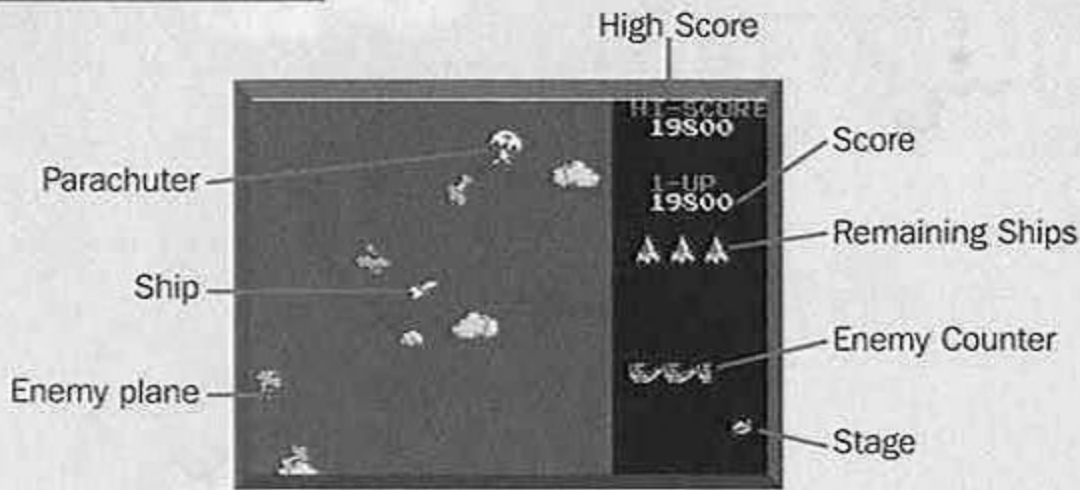 High Score
HI-SCORE
19800
Score
Parachuter
1-UP
19800
Remaining Ships
Ship
Enemy Counter
Enemy plane
Stage